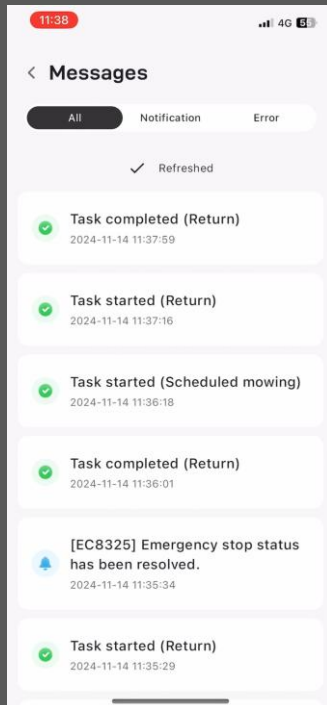 11:38
4G 55
Messages
All Notification Error
Refreshed
Task completed (Return)
2024-11-14 11:37:59
Task started (Return)
2024-11-14 11:37:16
Task started (Scheduled mowing)
2024-11-14 11:36:18
Task completed (Return)
2024-11-14 11:36:01
[EC8325] Emergency stop status
has been resolved.
2024-11-14 11:35:34
Task started (Return)
2024-11-14 11:35:29